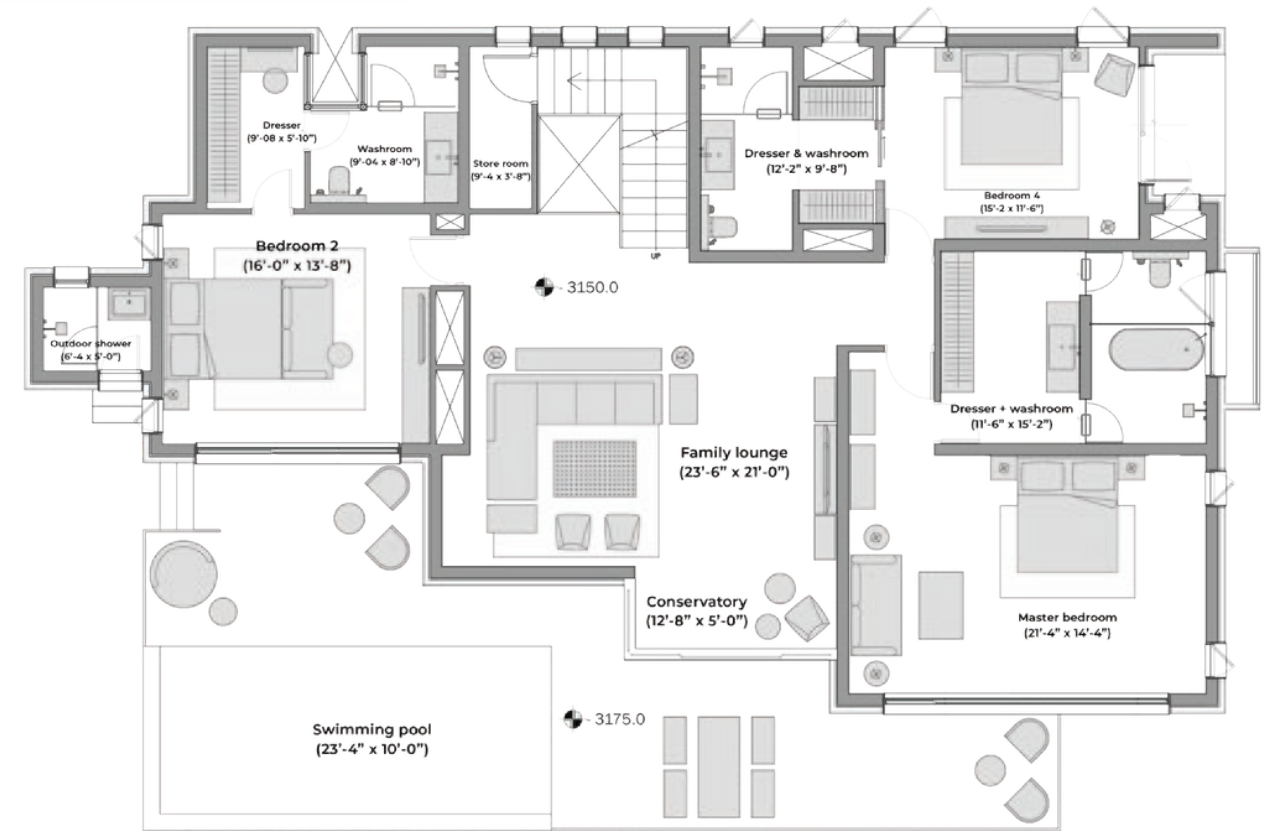 Dresser
(9'-08 x 5'-10")
Washroom
(9'-04 x 8'-10")
Store room
(9'-4 x 3'-8")
Dresser & washroom
(12'-2" x 9'-8")
Bedroom 4
(15'-2 x 11'-6")
UP
Bedroom 2
(16'-0" x 13'-8")
- 3150.0
Outdoor shower
(6'-4 x 5'-0")
Dresser + washroom
(11'-6" x 15'-2")
Family lounge
(23'-6" x 21'-0")
Conservatory
(12'-8" x 5'-0")
Master bedroom
(21'-4" x 14'-4")
Swimming pool
(23'-4" x 10'-0")
- 3175.0